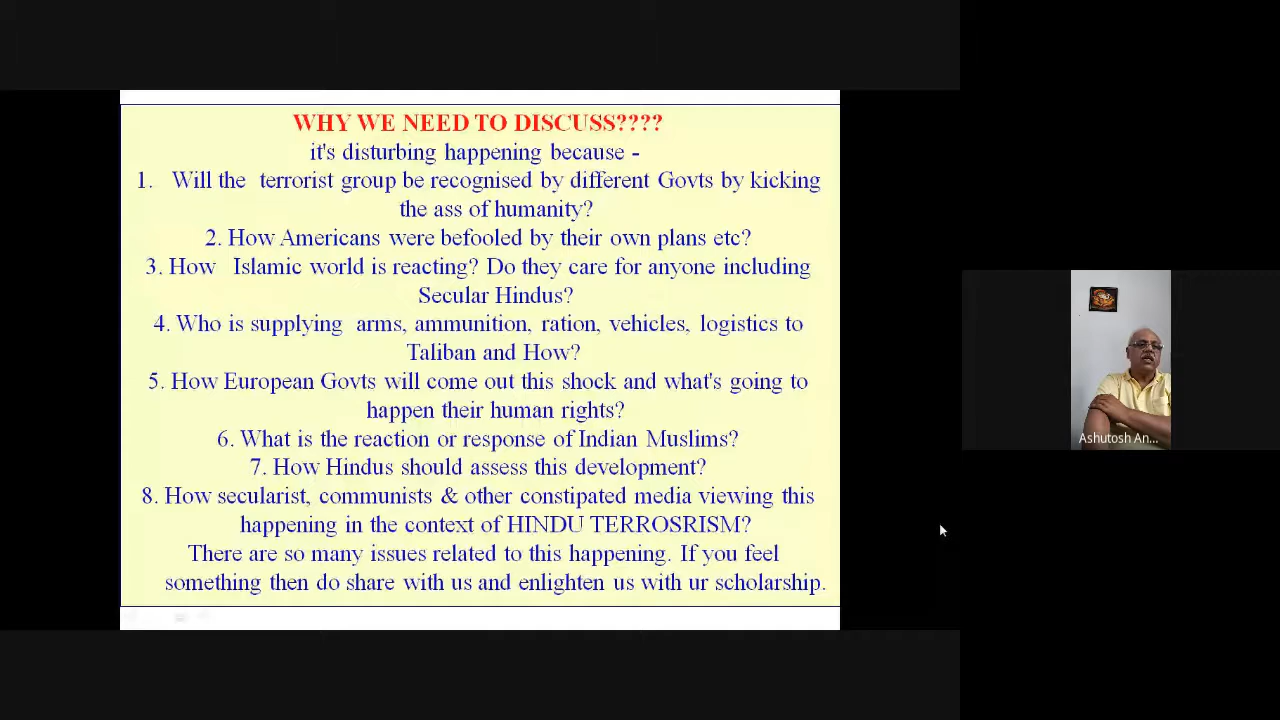 WHY WE NEED TO DISCUSS????
it's disturbing happening because -
1. Will the terrorist group be recognised by different Govts by kicking
the ass of humanity?
2. How Americans were befooled by their own plans etc?
3. How Islamic world is reacting? Do they care for anyone including
Secular Hindus?
4. Who is supplying arms, ammunition, ration, vehicles, logistics to
Taliban and How?
5. How European Govts will come out this shock and what's going to
happen their human rights?
6. What is the reaction or response of Indian Muslims?
7. How Hindus should assess this development?
8. How secularist, communists & other constipated media viewing this
happening in the context of HINDU TERROSRISM?
There are so many issues related to this happening. If you feel
something then do share with us and enlighten us with ur scholarship.
Ashutosh An...